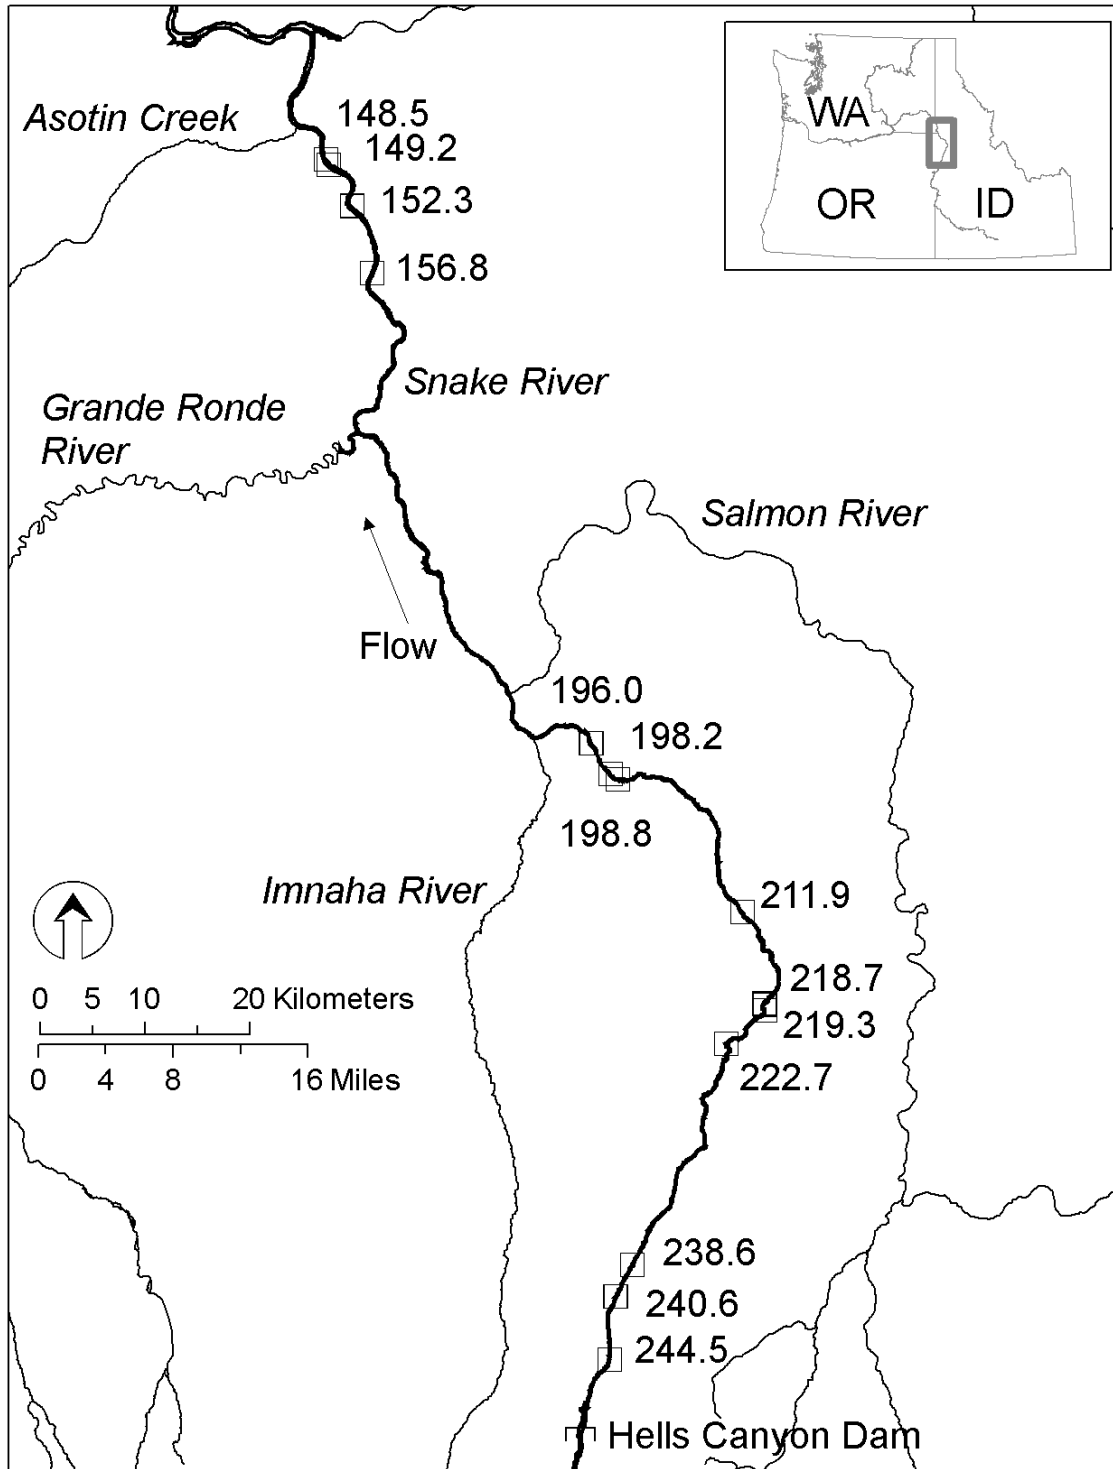 Asotin Creek
148.5
149.2
152.3
156.8
WA
OR
ID
Snake River
Grande Ronde
River
Salmon River
Flow
196.0
198.2
198.8
Imnaha River
211.9
218.7
219.3
222.7
0 5 10 20 Kilometers
0 4 8 16 Miles
238.6
240.6
244.5
Hells Canyon Dam